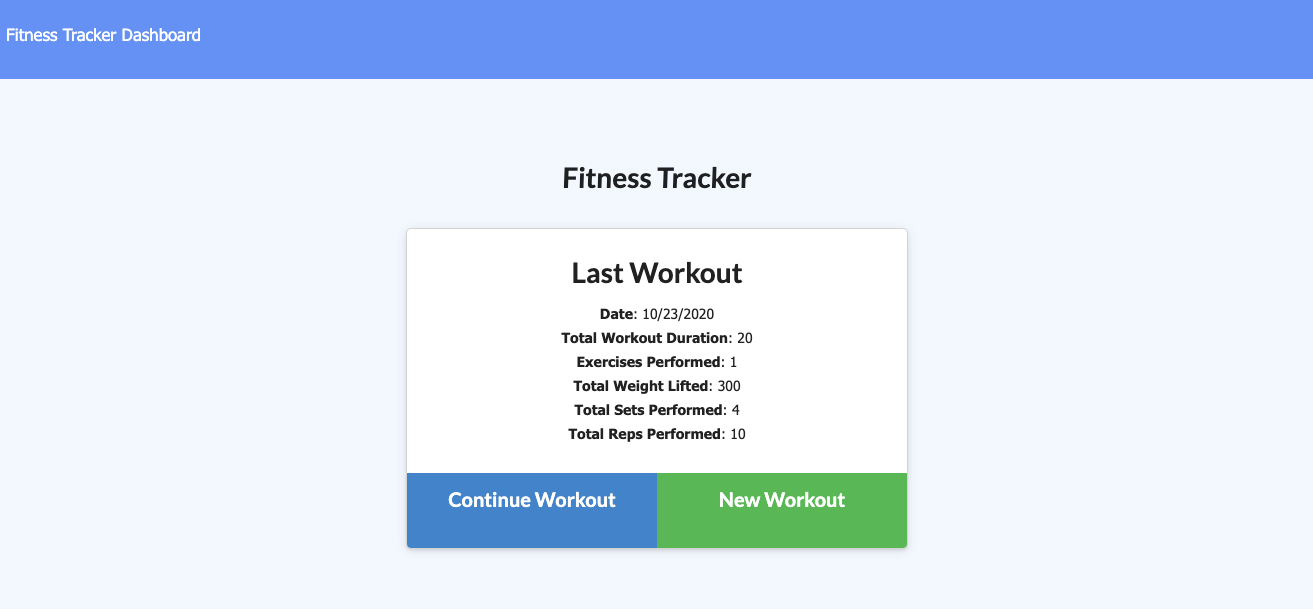 Fitness Tracker Dashboard
Fitness Tracker
Last Workout
Date: 10/23/2020
Total Workout Duration: 20
Exercises Performed: 1
Total Weight Lifted: 300
Total Sets Performed: 4
Total Reps Performed: 10
Continue Workout New Workout